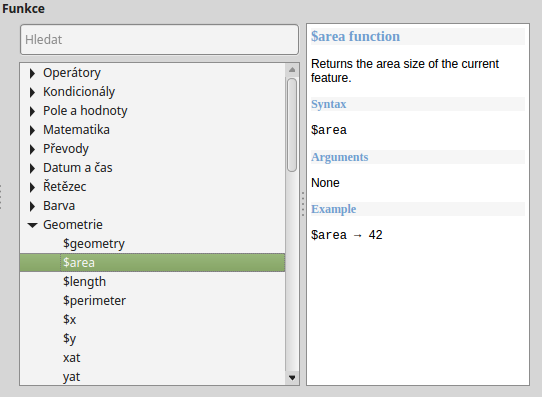 Funkce
Hledat
Operátory
Kondicionály
Pole a hodnoty
Matematika
Převody
Datum a čas
Řetězec
Barva
Geometrie
$geometry
$area
$length
$perimeter
$x
$y
xat
yat
$area function
Returns the area size of the current
feature.
Syntax
$area
Arguments
None
Example
$area → 42